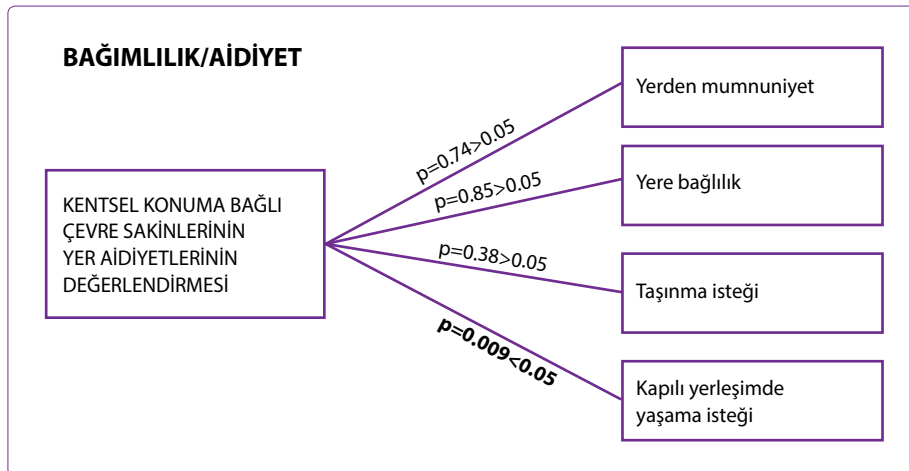 BAĞIMLILIK/AİDİYET
KENTSEL KONUMA BAĞLI
ÇEVRE SAKİNLERİNİN
YER AİDİYETLERİNİN
DEĞERLENDİRMESİ
p=0.74>0.05
Yerden mumnuniyet
p=0.85>0.05
Yere bağlılık
p=0.38>0.05
Taşınma isteği
p=0.009<0.05
Kapılı yerleşimde
yaşama isteği